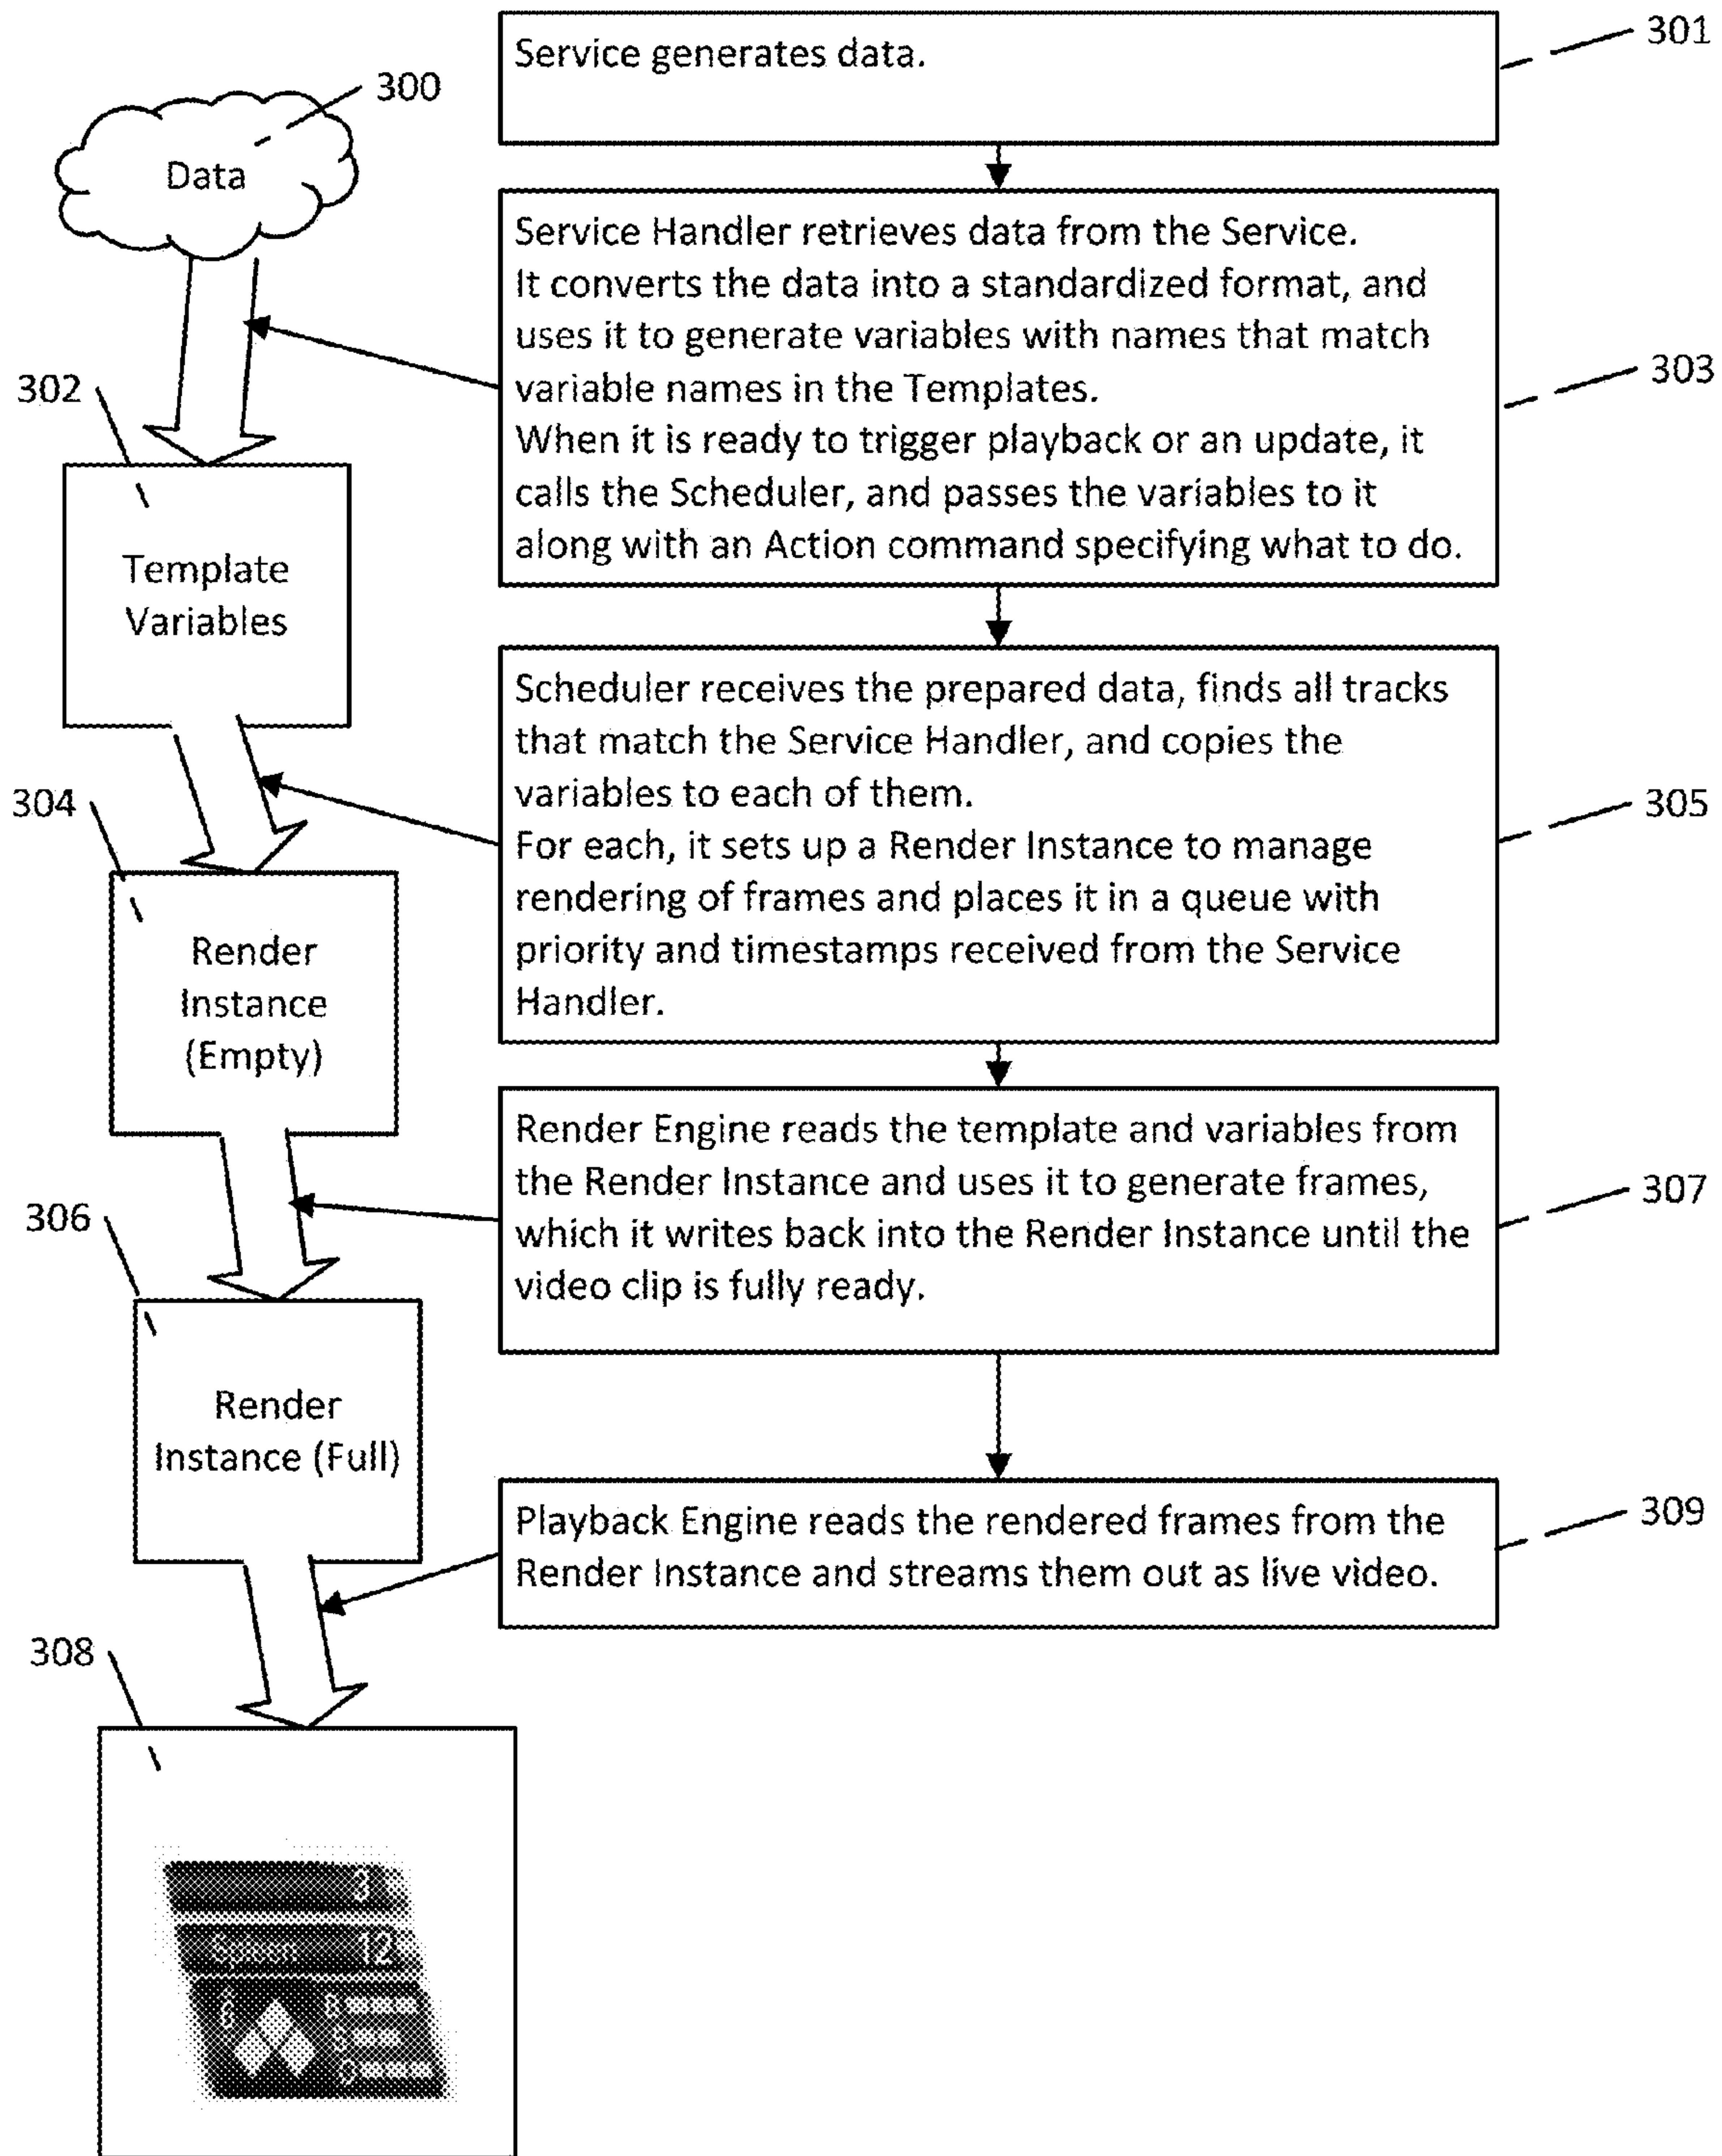 Service generates data.
301
300
Data
Service Handler retrieves data from the Service.
It converts the data into a standardized format, and
uses it to generate variables with names that match
variable names in the Templates.
When it is ready to trigger playback or an update, it
calls the Scheduler, and passes the variables to it
along with an Action command specifying what to do.
303
302
Template
Variables
Scheduler receives the prepared data, finds all tracks
that match the Service Handler, and copies the
variables to each of them.
For each, it sets up a Render Instance to manage
rendering of frames and places it in a queue with
priority and timestamps received from the Service
Handler.
305
304
Render
Instance
(Empty)
Render Engine reads the template and variables from
the Render Instance and uses it to generate frames,
which it writes back into the Render Instance until the
video clip is fully ready.
307
306
Render
Instance (Full)
Playback Engine reads the rendered frames from the
Render Instance and streams them out as live video.
309
308
3
12
B
S
O